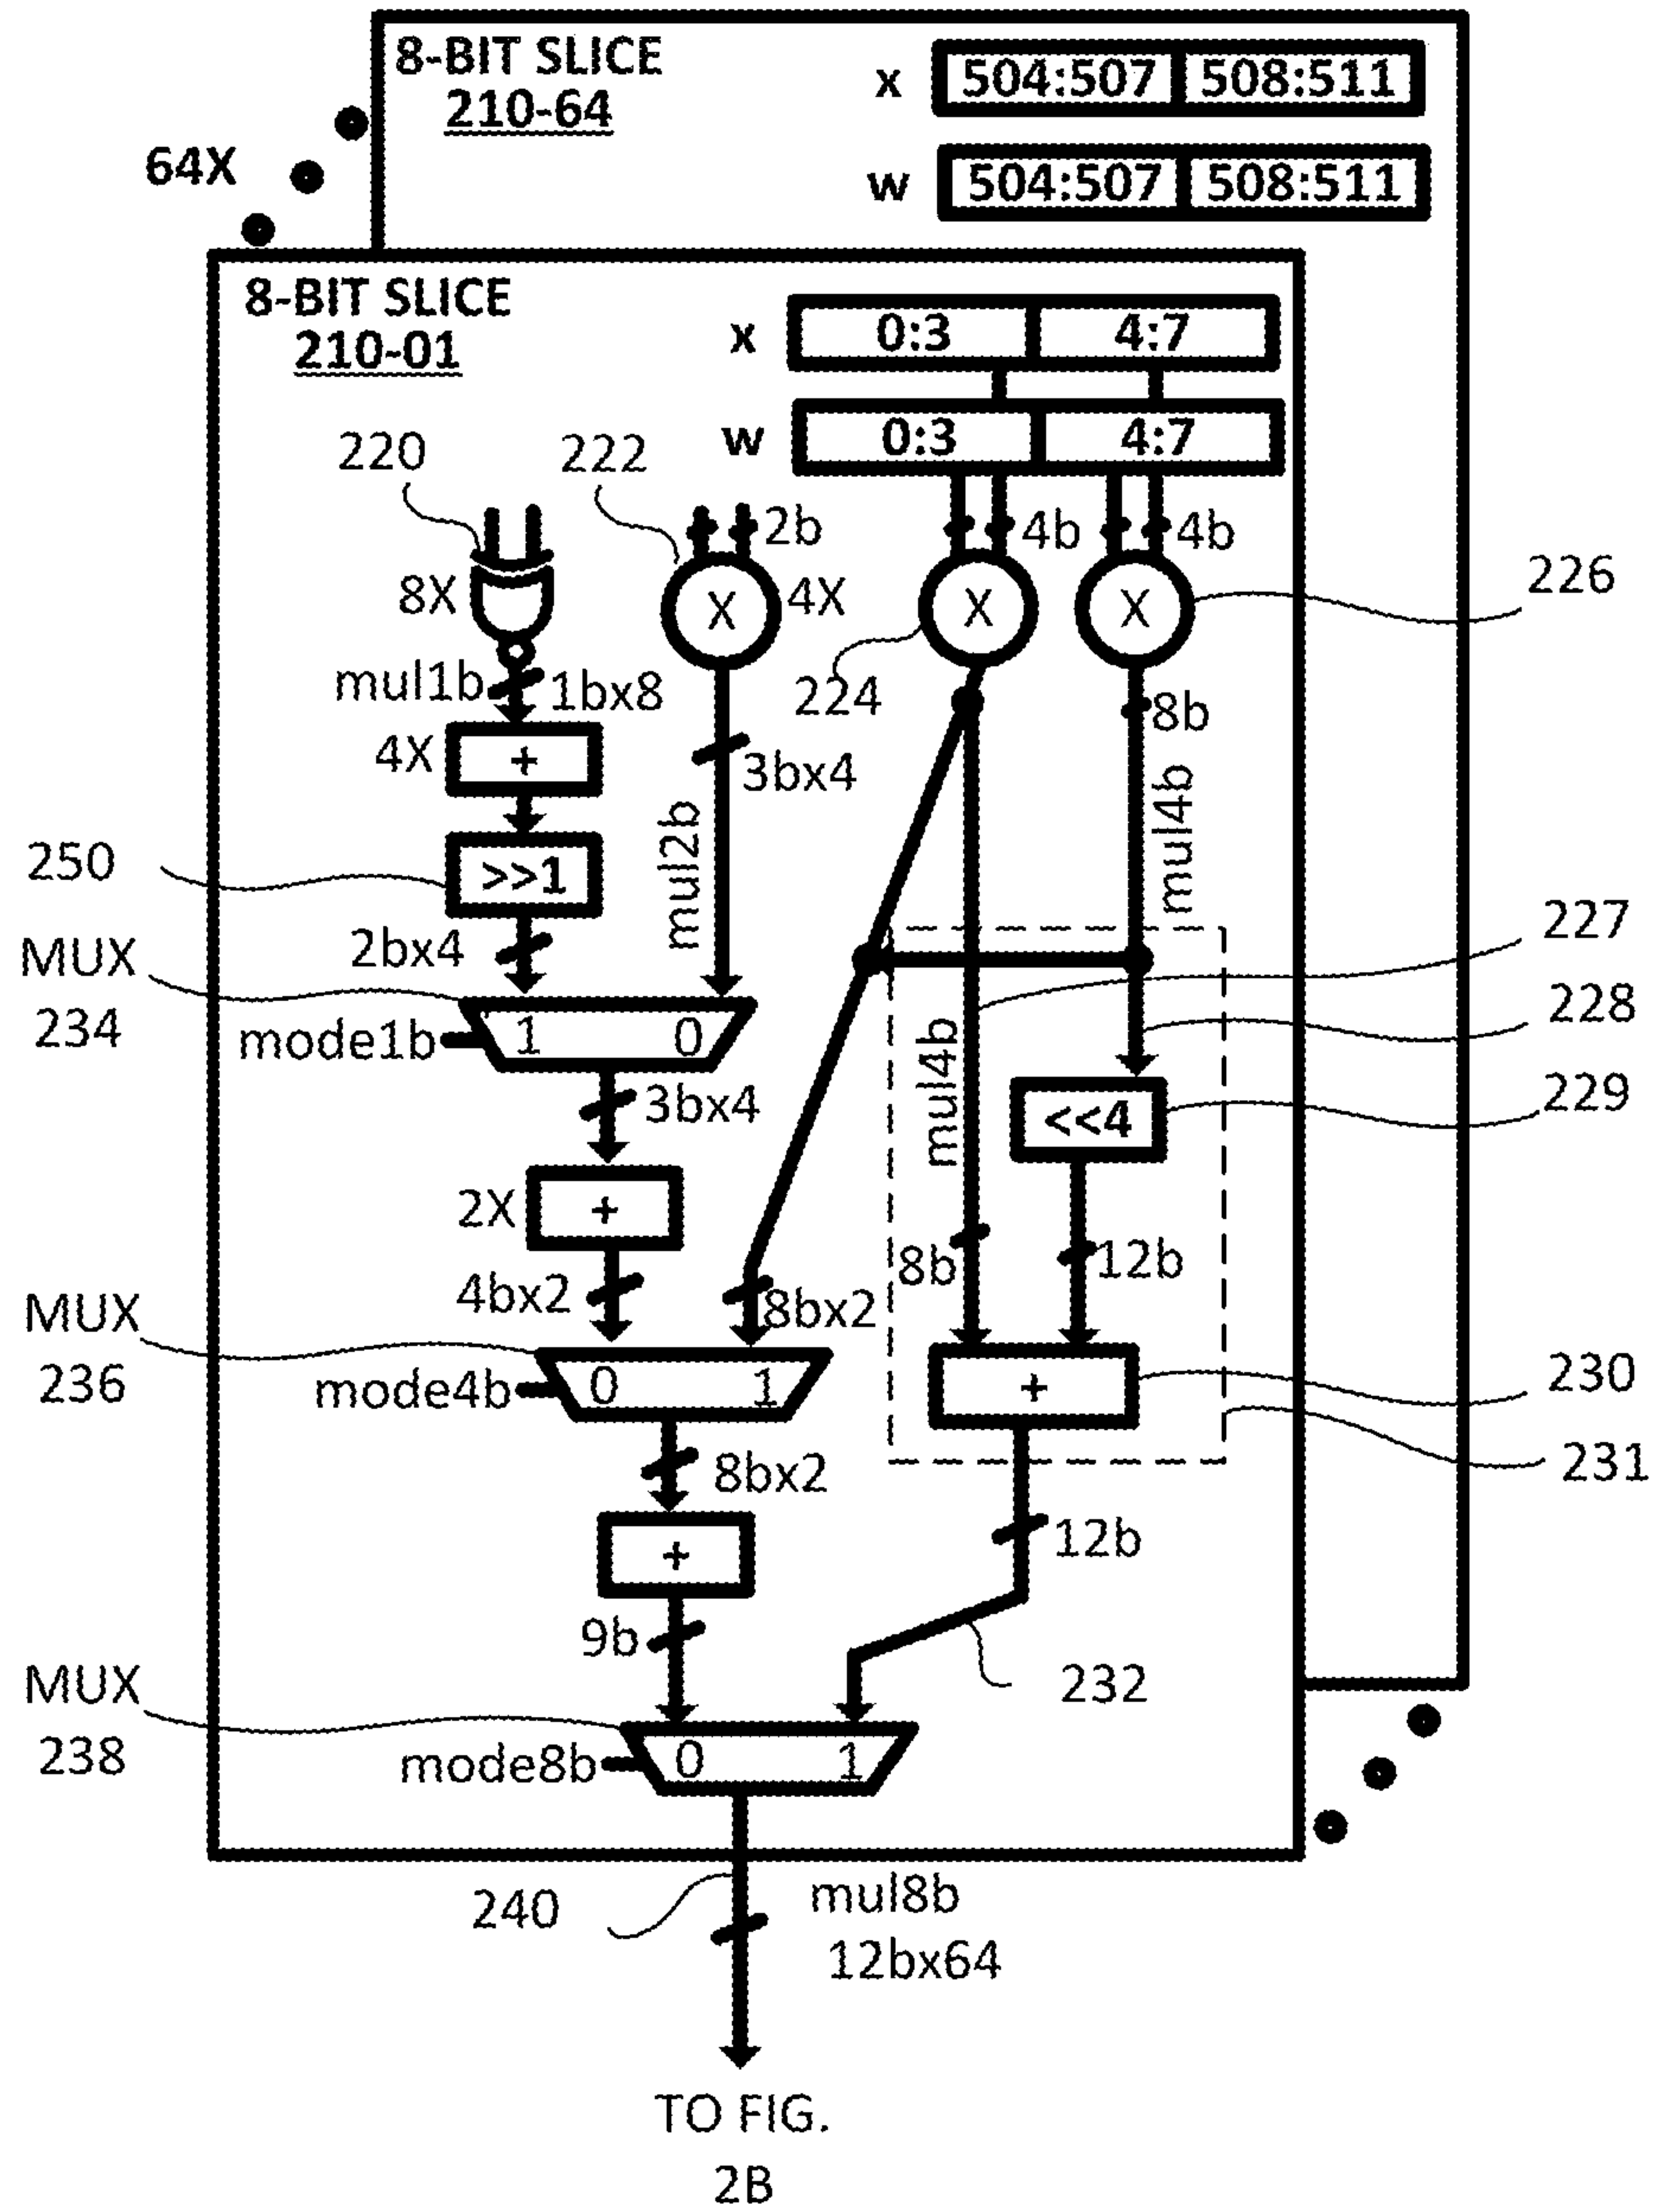 8-BIT SLICE
210-64
x 504:507 508:511
w 504:507 508:511
64X
8-BIT SLICE
210-01
x 0:3 4:7
w 0:3 4:7
220
222
2b
4b
4b
8X
X
4X
X
X
226
mul1b
1bx8
224
8b
4X
+
3bx4
mul2b
mul4b
250
>>1
2bx4
227
MUX
234
mode1b
1
0
228
mul4b
3bx4
<<4
229
2X
+
8b
12b
4bx2
8bx2
MUX
236
mode4b
0
1
+
230
231
8bx2
12b
+
9b
232
MUX
238
mode8b
0
1
240
mul8b
12bx64
TO FIG.
2B